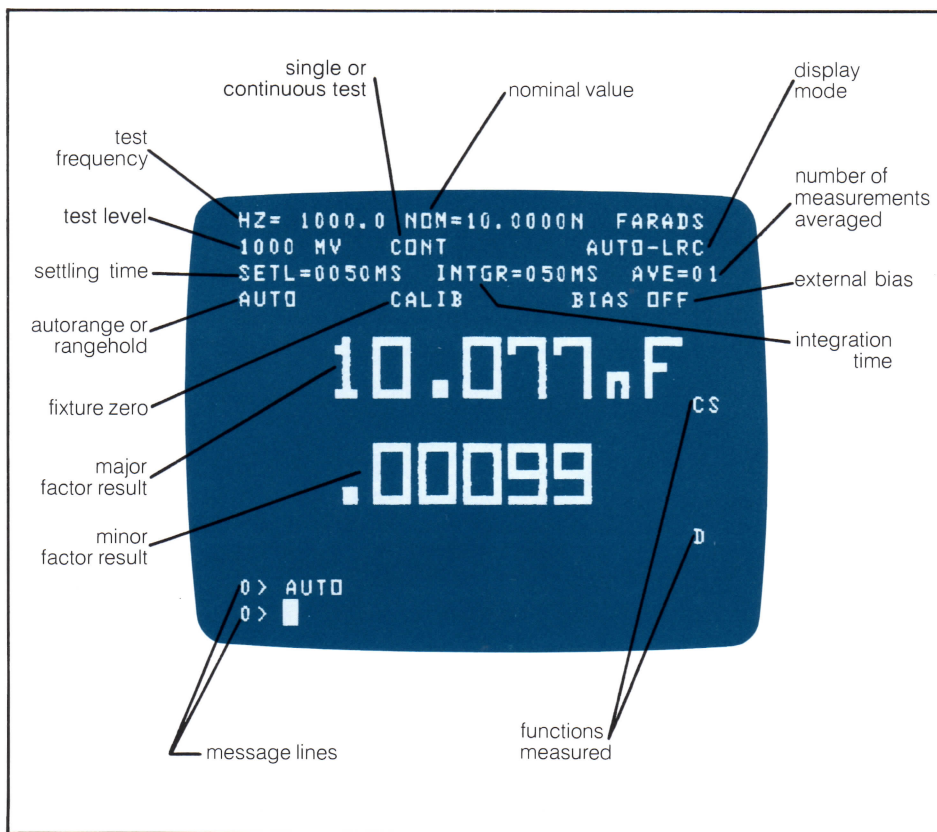 single or
continuous test
nominal value
display
mode
test
frequency
number of
measurements
averaged
test level
settling time
external bias
autorange or
rangehold
integration
time
fixture zero
major
factor result
minor
factor result
HZ= 1000.0 NOM=10.0000N FARADS
1000 MV CONT AUTO-LRC
SETL=0050MS INTGR=050MS AVE=01
AUTO CALIB BIAS OFF
10.077nF
CS
.00099
D
0> AUTO
0>
message lines
functions
measured